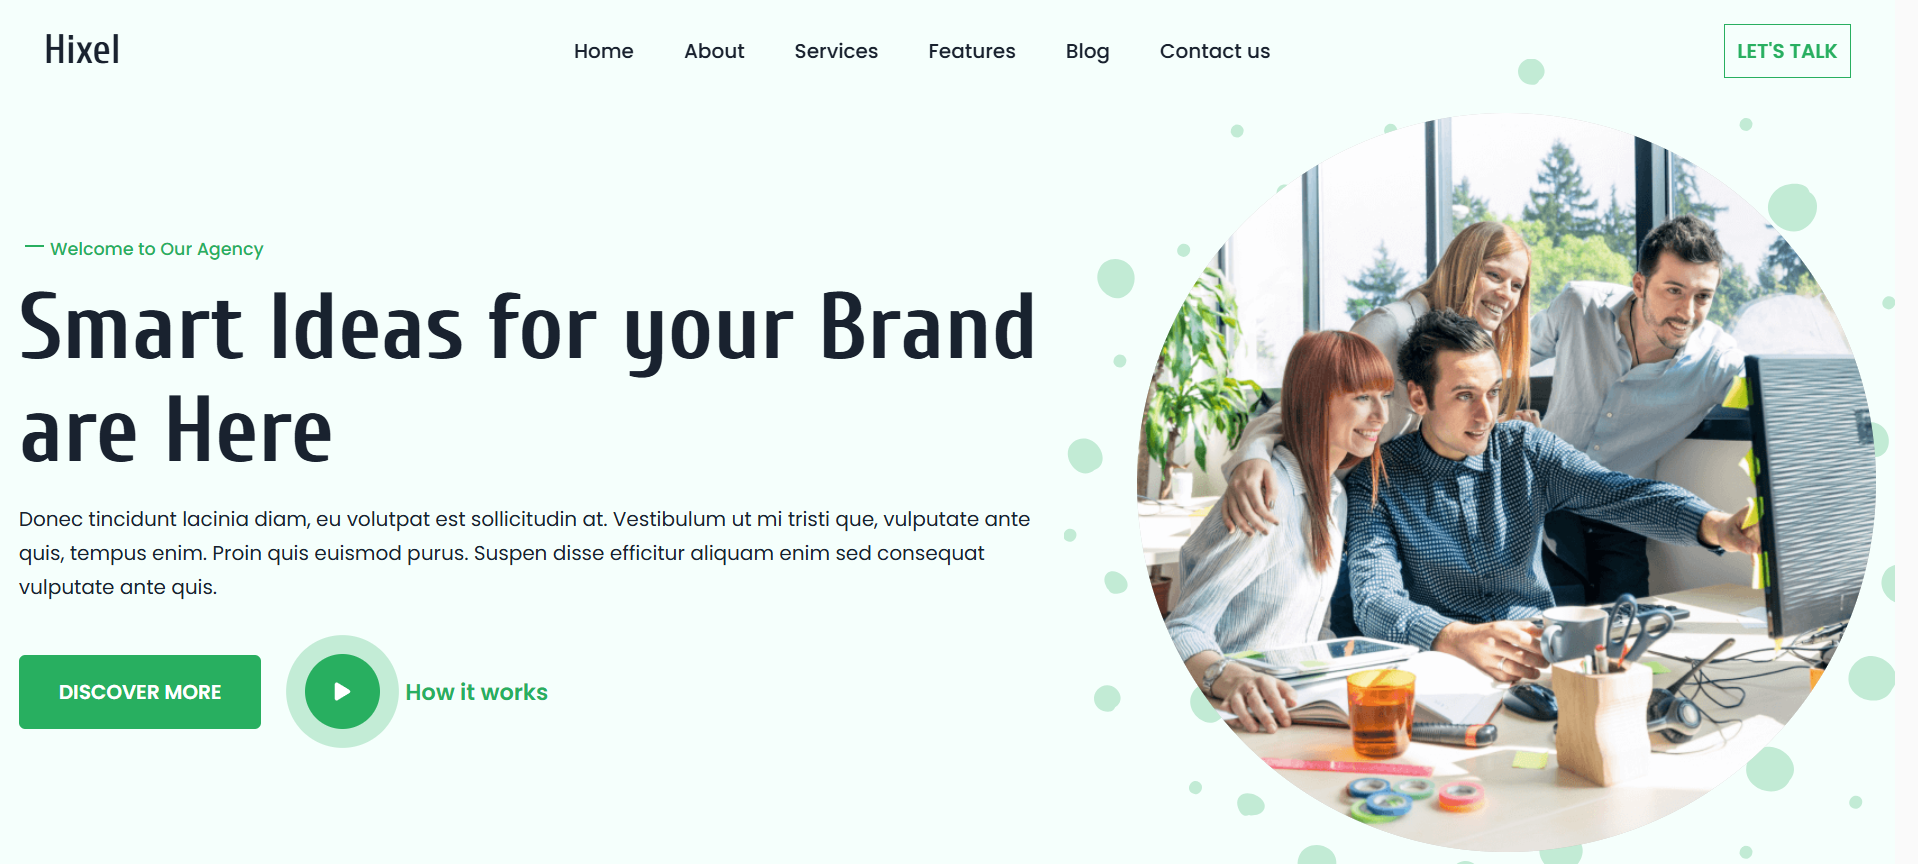 Hixel
Home About Services Features Blog Contact us
LET'S TALK
Welcome to Our Agency
Smart Ideas for your Brand
are Here
Donec tincidunt lacinia diam, eu volutpat est sollicitudin at. Vestibulum ut mi tristi que, vulputate ante
quis, tempus enim. Proin quis euismod purus. Suspen disse efficitur aliquam enim sed consequat
vulputate ante quis.
DISCOVER MORE
How it works